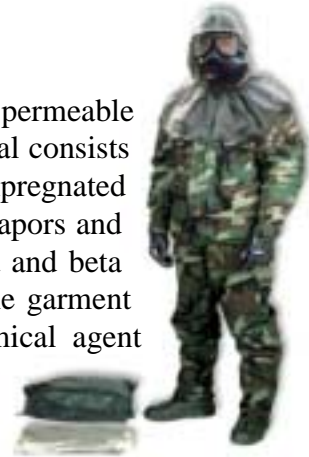 permeable
al consists
pregnated
apors and
and beta
e garment
nical agent